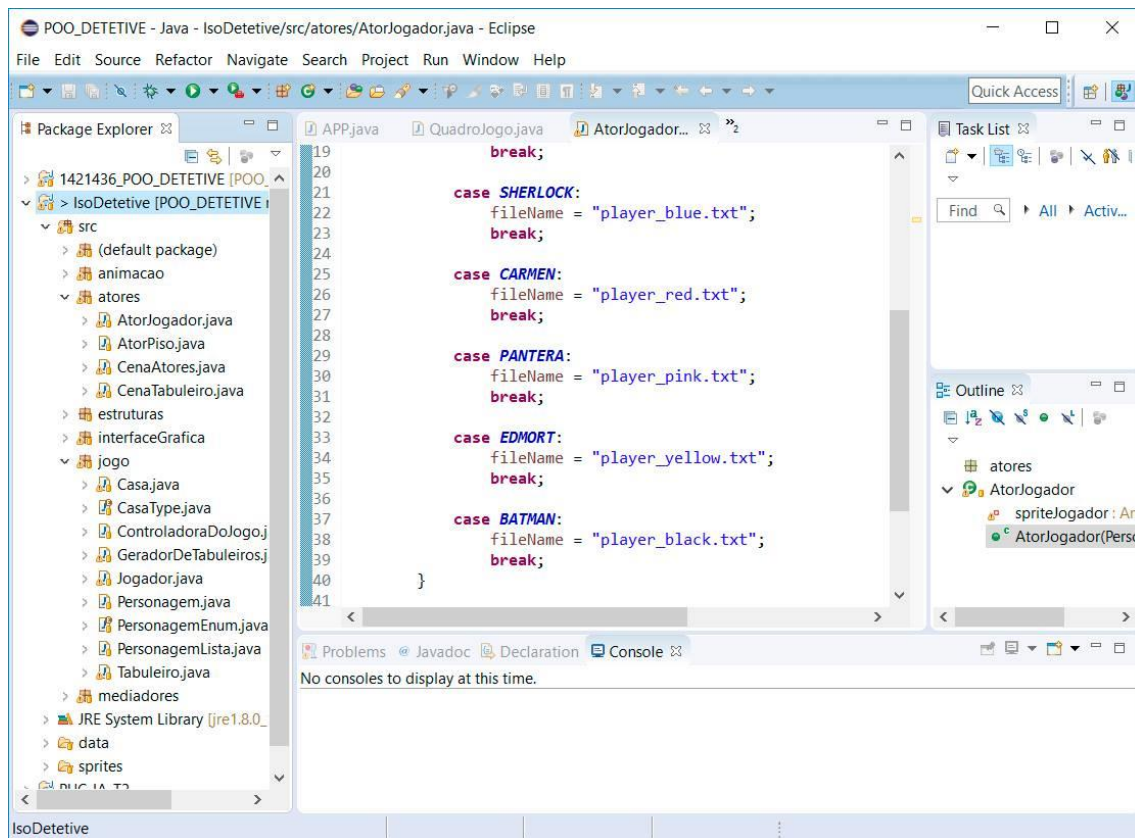 POO_DETETIVE - Java - IsoDetetive/src/atores/AtorJogador.java - Eclipse
File Edit Source Refactor Navigate Search Project Run Window Help
Quick Access
Package Explorer
1421436_POO_DETETIVE [POO_
> IsoDetetive [POO_DETETIVE r
src
(default package)
animacao
atores
AtorJogador.java
AtorPiso.java
CenaAtores.java
CenaTabuleiro.java
estruturas
interfaceGrafica
jogo
Casa.java
CasaType.java
ControladoraDoJogo.j
GeradorDeTabuleiros.j
Jogador.java
Personagem.java
PersonagemEnum.java
PersonagemLista.java
Tabuleiro.java
mediadores
JRE System Library [jre1.8.0_
data
sprites
APP.java QuadroJogo.java AtorJogador... »2
19 break;
20
21 case SHERLOCK:
22 fileName = "player_blue.txt";
23 break;
24
25 case CARMEN:
26 fileName = "player_red.txt";
27 break;
28
29 case PANTERA:
30 fileName = "player_pink.txt";
31 break;
32
33 case EDMORT:
34 fileName = "player_yellow.txt";
35 break;
36
37 case BATMAN:
38 fileName = "player_black.txt";
39 break;
40 }
41
Task List
Find All Activ...
Outline
atores
AtorJogador
spriteJogador : Ar
AtorJogador(Perso
Problems Javadoc Declaration Console
No consoles to display at this time.
IsoDetetive